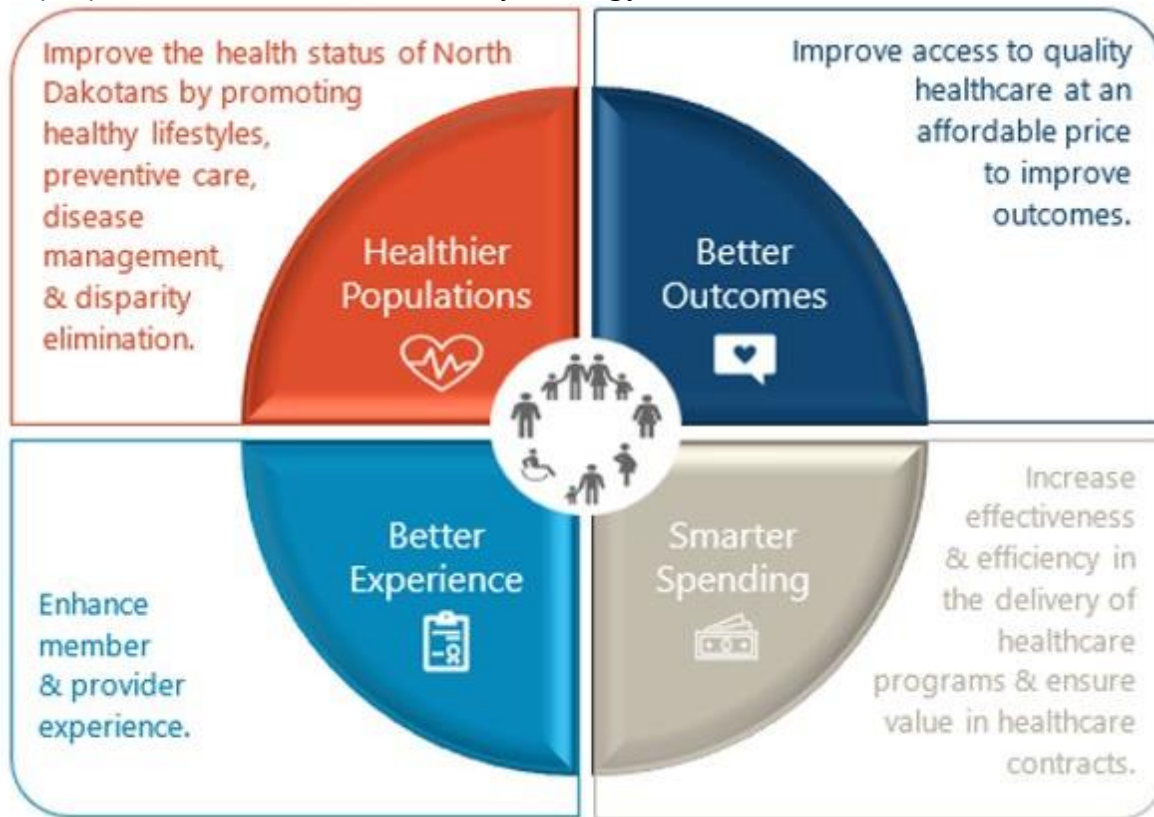 Improve the health status of North
Dakotans by promoting
healthy lifestyles,
preventive care,
disease
management,
& disparity
elimination.
Healthier
Populations
Improve access to quality
healthcare at an
affordable price
to improve
outcomes.
Better
Outcomes
Better
Experience
Enhance
member
& provider
experience.
Smarter
Spending
Increase
effectiveness
& efficiency in
the delivery of
healthcare
programs & ensure
value in healthcare
contracts.